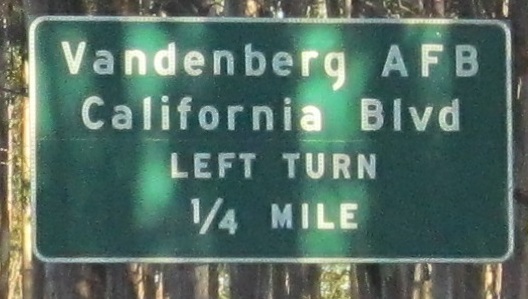 Vandenberg AFB
California Blvd
LEFT TURN
1/4 MILE